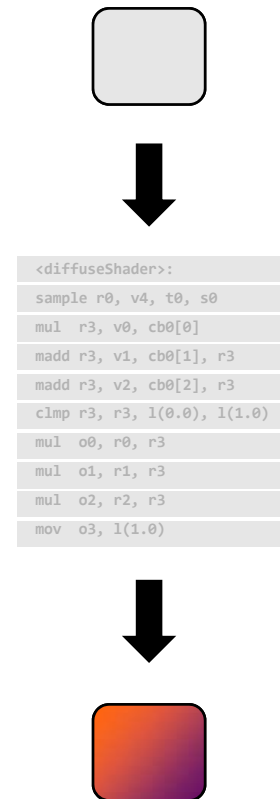 <diffuseShader>:
sample r0, v4, t0, s0
mul  r3, v0, cb0[0]
madd r3, v1, cb0[1], r3
madd r3, v2, cb0[2], r3
clmp r3, r3, l(0.0), l(1.0)
mul  o0, r0, r3
mul  o1, r1, r3
mul  o2, r2, r3
mov  o3, l(1.0)